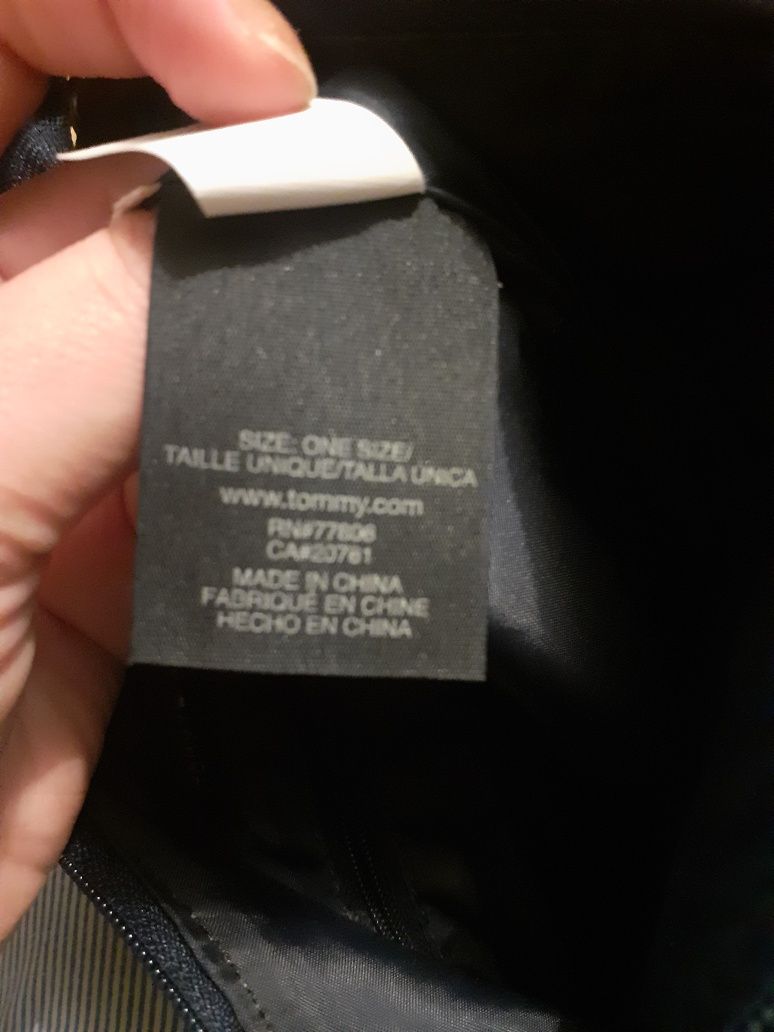 SIZE: ONE SIZE/
TAILLE UNIQUE/TALLA UNICA
www.tommy.com
RN#77806
CA#20761
MADE IN CHINA
FABRIQUE EN CHINE
HECHO EN CHINA